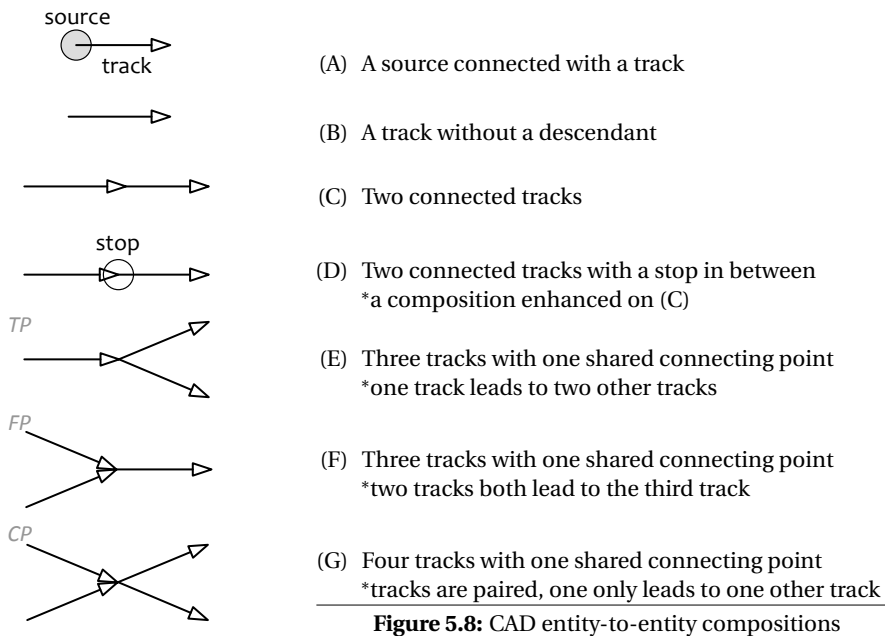 source
track
(A) A source connected with a track
(B) A track without a descendant
(C) Two connected tracks
stop
(D) Two connected tracks with a stop in between
*a composition enhanced on (C)
TP
(E) Three tracks with one shared connecting point
*one track leads to two other tracks
FP
(F) Three tracks with one shared connecting point
*two tracks both lead to the third track
CP
(G) Four tracks with one shared connecting point
*tracks are paired, one only leads to one other track
Figure 5.8: CAD entity-to-entity compositions